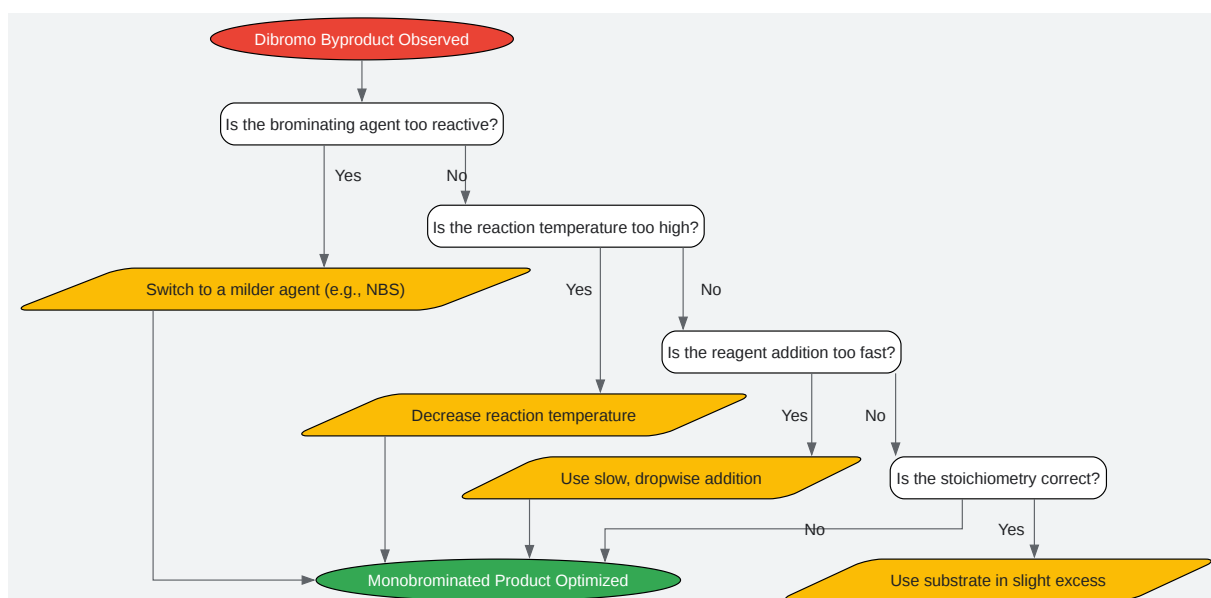 Dibromo Byproduct Observed
Is the brominating agent too reactive?
Yes
No
Is the reaction temperature too high?
Switch to a milder agent (e.g., NBS)
Yes
No
Is the reagent addition too fast?
Decrease reaction temperature
Yes
No
Use slow, dropwise addition
Is the stoichiometry correct?
No
Yes
Monobrominated Product Optimized
Use substrate in slight excess